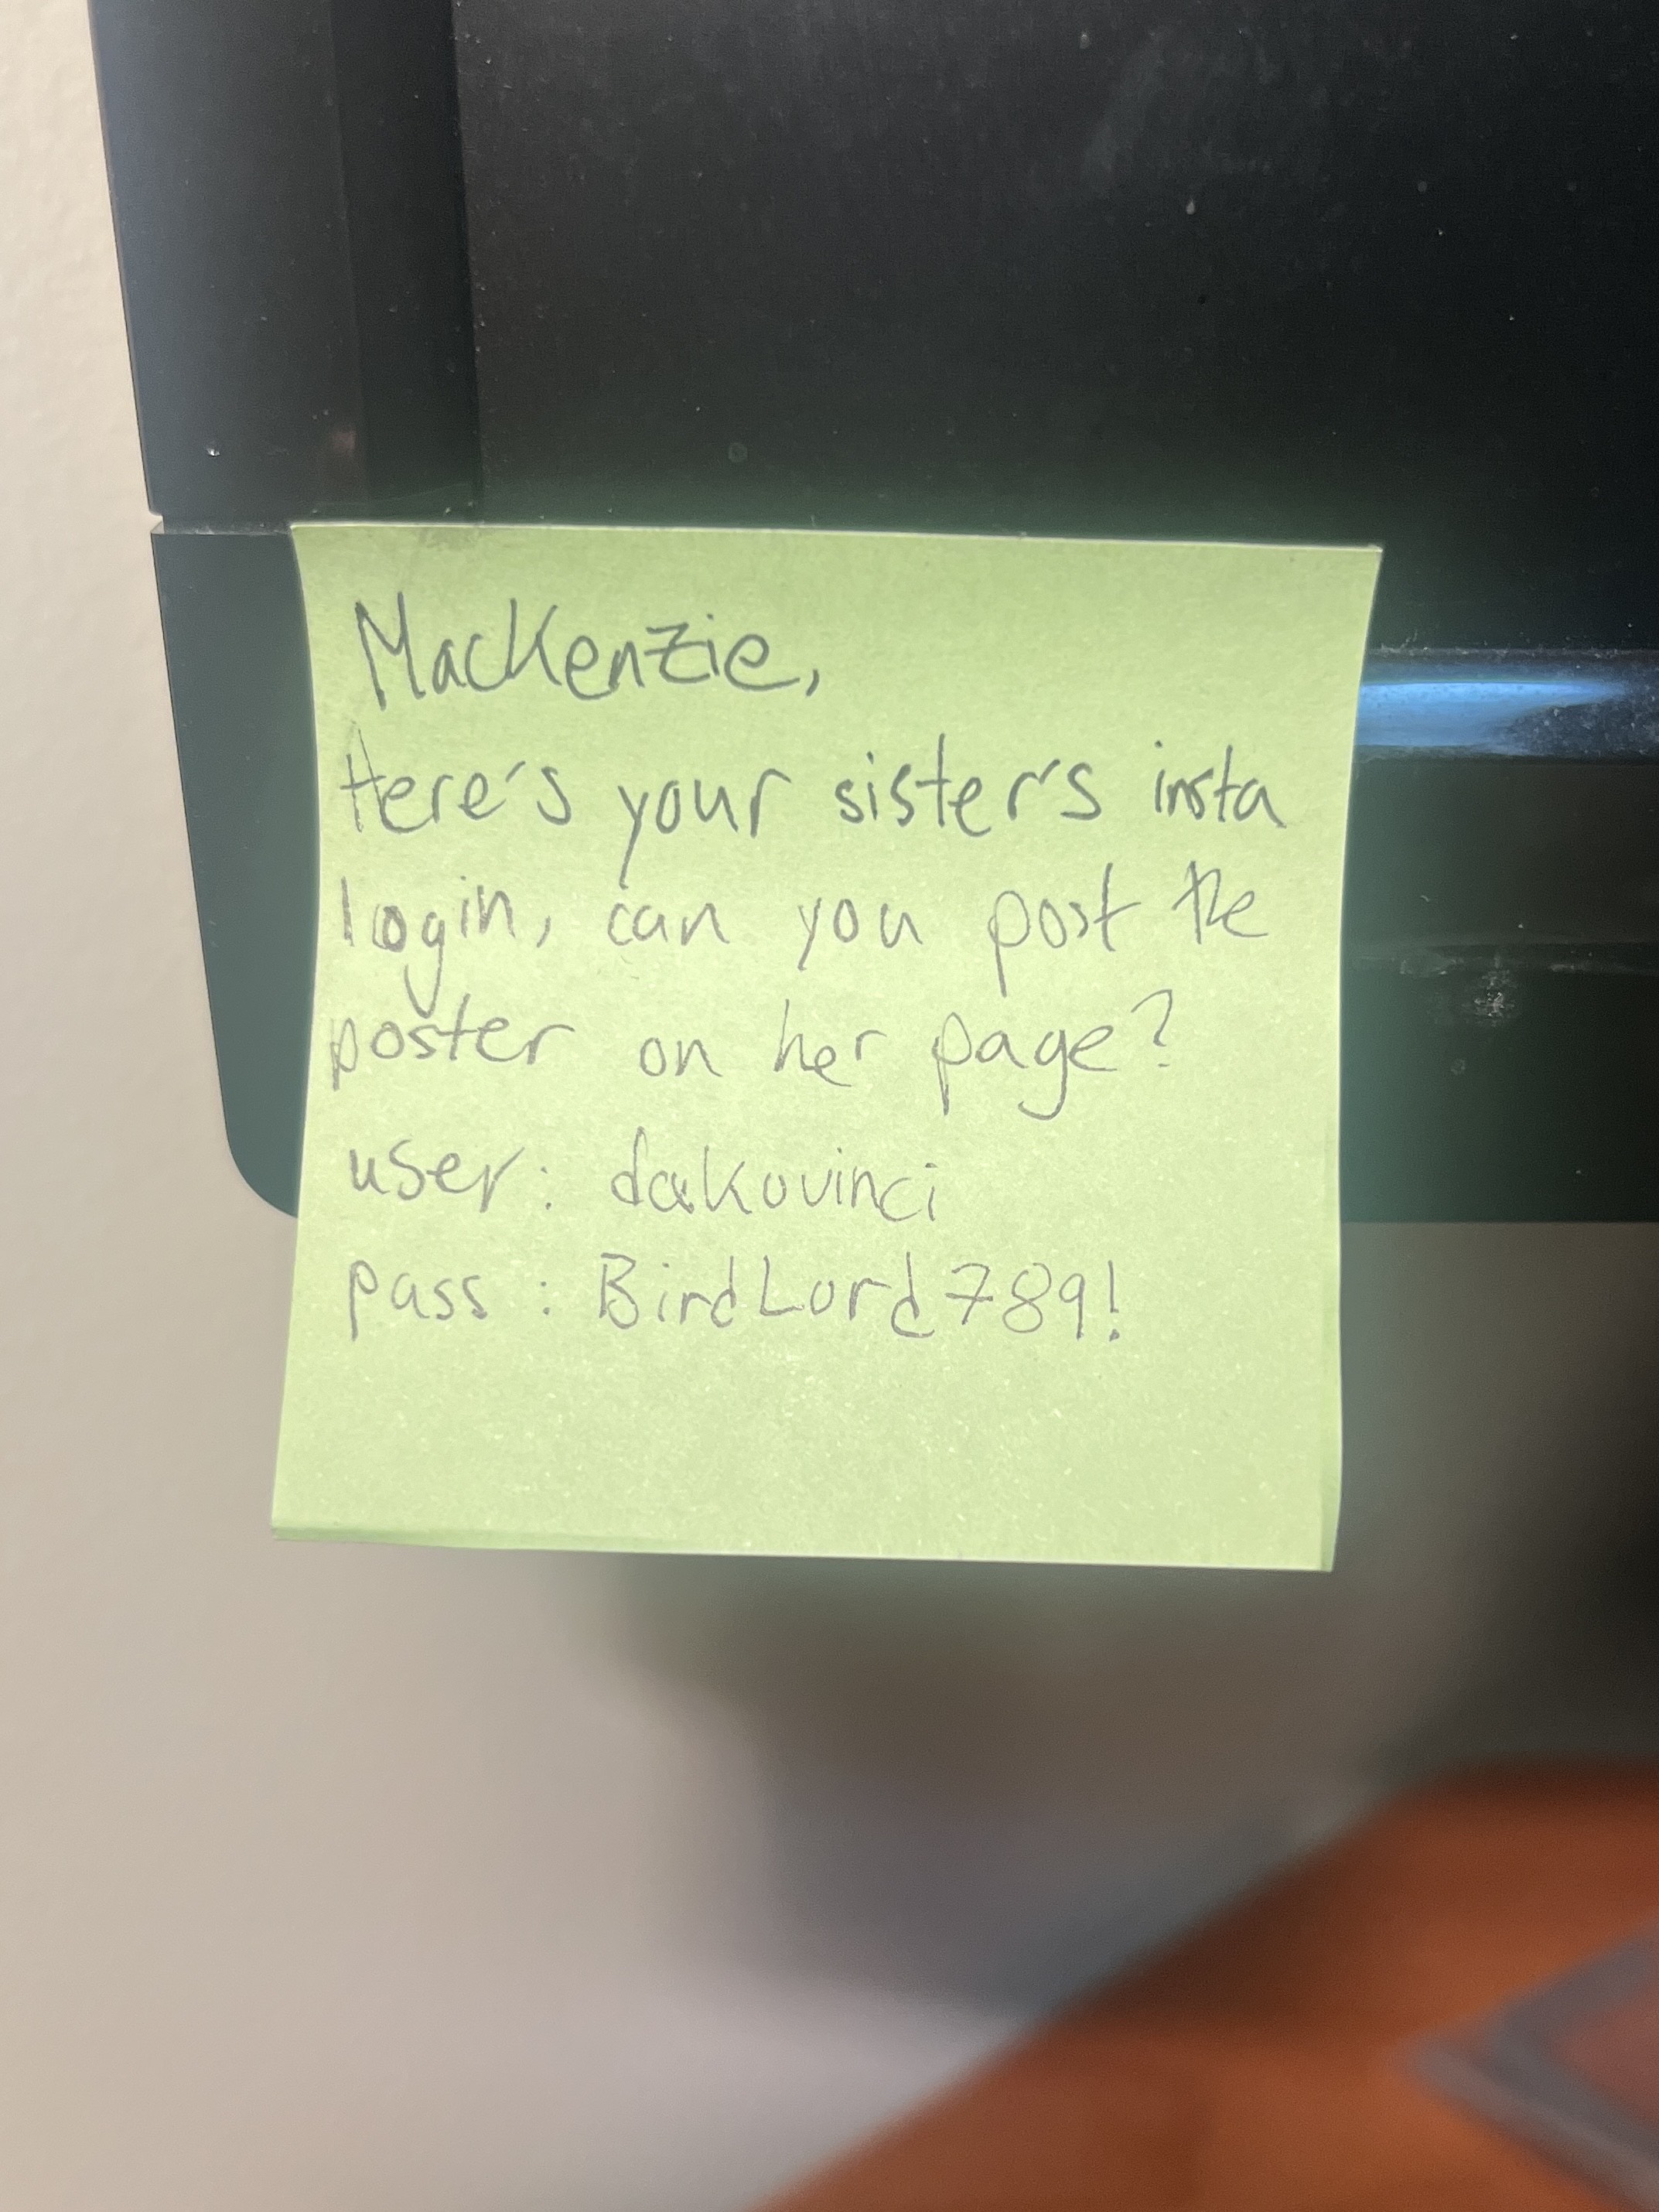 MacKenzie,
Here's your sister's insta
login, can you post the
poster on her page?
user: dakovinci
pass: BirdLord789!